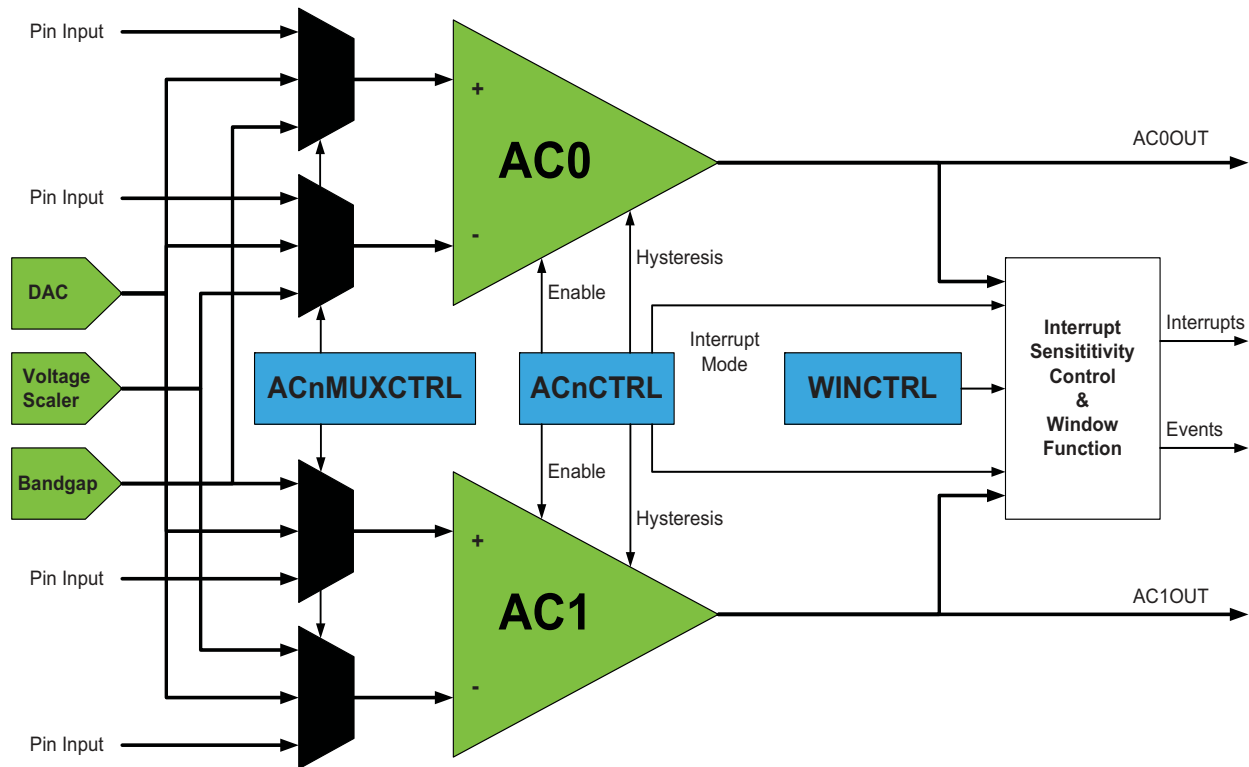 Pin Input
+
AC0
AC0OUT
Pin Input
-
Hysteresis
DAC
Enable
Interrupt
Mode
Interrupt
Sensititivity
Control
&
Window
Function
Interrupts
Voltage
Scaler
ACnMUXCTRL
ACnCTRL
WINCTRL
Events
Bandgap
Enable
Hysteresis
+
Pin Input
AC1
AC1OUT
-
Pin Input